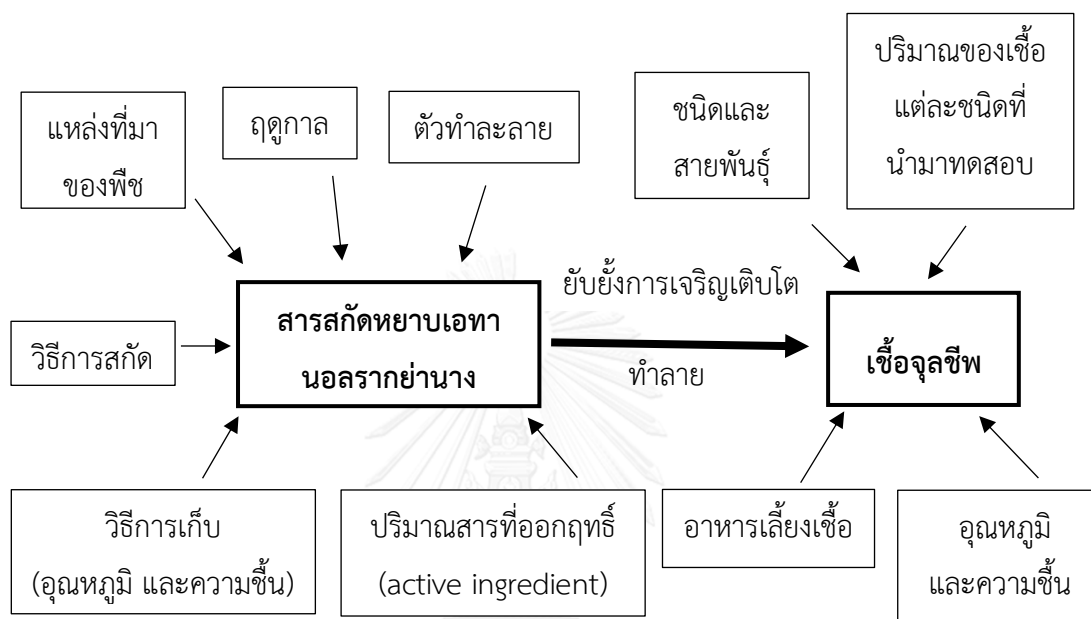 แหล่งที่มา
ของพืช
ฤดูกาล
ตัวทำละลาย
ชนิดและ
สายพันธุ์
ปริมาณของเชื้อ
แต่ละชนิดที่
นำมาทดสอบ
วิธีการสกัด
สารสกัดหยาบเอทา
นอลรากย่านาง
ยับยั้งการเจริญเติบโต
ทำลาย
เชื้อจุลชีพ
วิธีการเก็บ
(อุณหภูมิ และความชื้น)
ปริมาณสารที่ออกฤทธิ์
(active ingredient)
อาหารเลี้ยงเชื้อ
อุณหภูมิ
และความชื้น